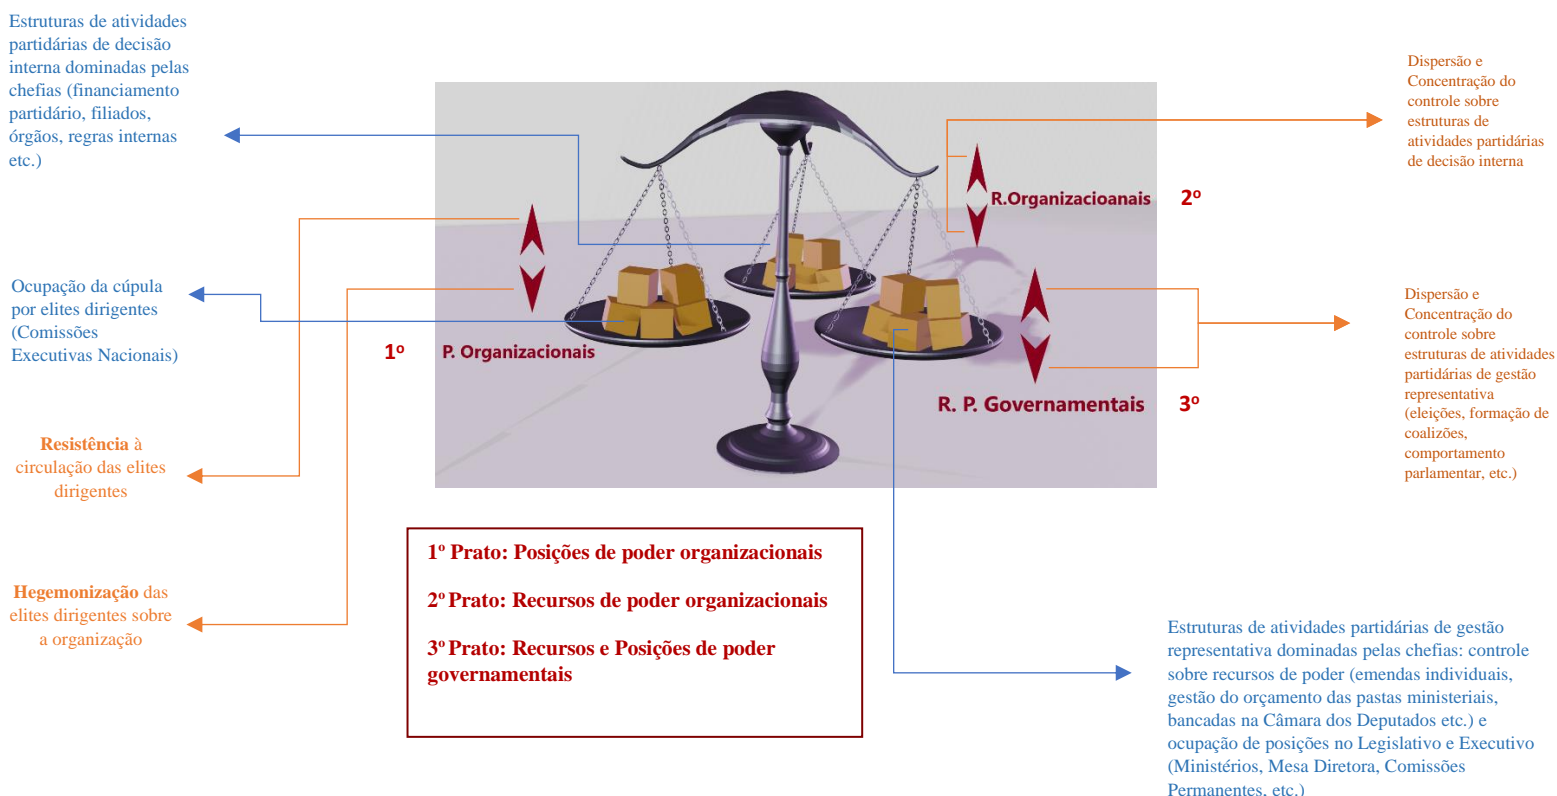 Estruturas de atividades
partidárias de decisão
interna dominadas pelas
chefias (financiamento
partidário, filiados,
órgãos, regras internas
etc.)
Ocupação da cúpula
por elites dirigentes
(Comissões
Executivas Nacionais)
Resistência à
circulação das elites
dirigentes
Hegemonização das
elites dirigentes sobre
a organização
1º
P. Organizacionais
R.Organizacioanais
2º
R. P. Governamentais
3º
1º Prato: Posições de poder organizacionais
2º Prato: Recursos de poder organizacionais
3º Prato: Recursos e Posições de poder
governamentais
Dispersão e
Concentração do
controle sobre
estruturas de
atividades partidárias
de decisão interna
Dispersão e
Concentração do
controle sobre
estruturas de atividades
partidárias de gestão
representativa
(eleições, formação de
coalizões,
comportamento
parlamentar, etc.)
Estruturas de atividades partidárias de gestão
representativa dominadas pelas chefias: controle
sobre recursos de poder (emendas individuais,
gestão do orçamento das pastas ministeriais,
bancadas na Câmara dos Deputados etc.) e
ocupação de posições no Legislativo e Executivo
(Ministérios, Mesa Diretora, Comissões
Permanentes, etc.)